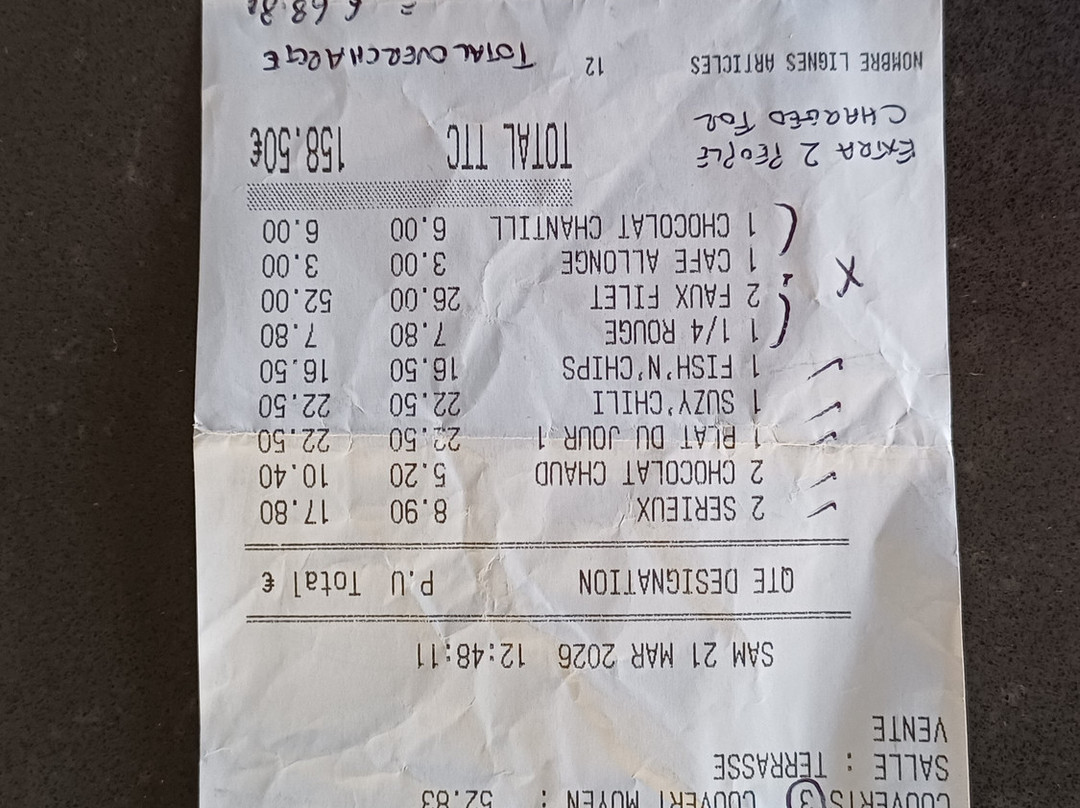 COUVERTS 3 COUVERT MOYEN : 52.83
SALLE : TERRASSE
VENTE
SAM 21 MAR 2026 12:48:11
QTE DESIGNATION P.U Total €
2 SERIEUX 8.90 17.80
2 CHOCOLAT CHAUD 5.20 10.40
1 PLAT DU JOUR 1 22.50 22.50
1 SUZY'CHILI 22.50 22.50
1 FISH'N'CHIPS 16.50 16.50
1 1/4 ROUGE 7.80 7.80
2 FAUX FILET 26.00 52.00
1 CAFE ALLONGE 3.00 3.00
1 CHOCOLAT CHANTILL 6.00 6.00
X
TOTAL TTC 158.50€
EXTRA 2 PEOPLE
CHARGED FOR
NOMBRE LIGNES ARTICLES 12
TOTAL OVERCHARGE
= € 68.80